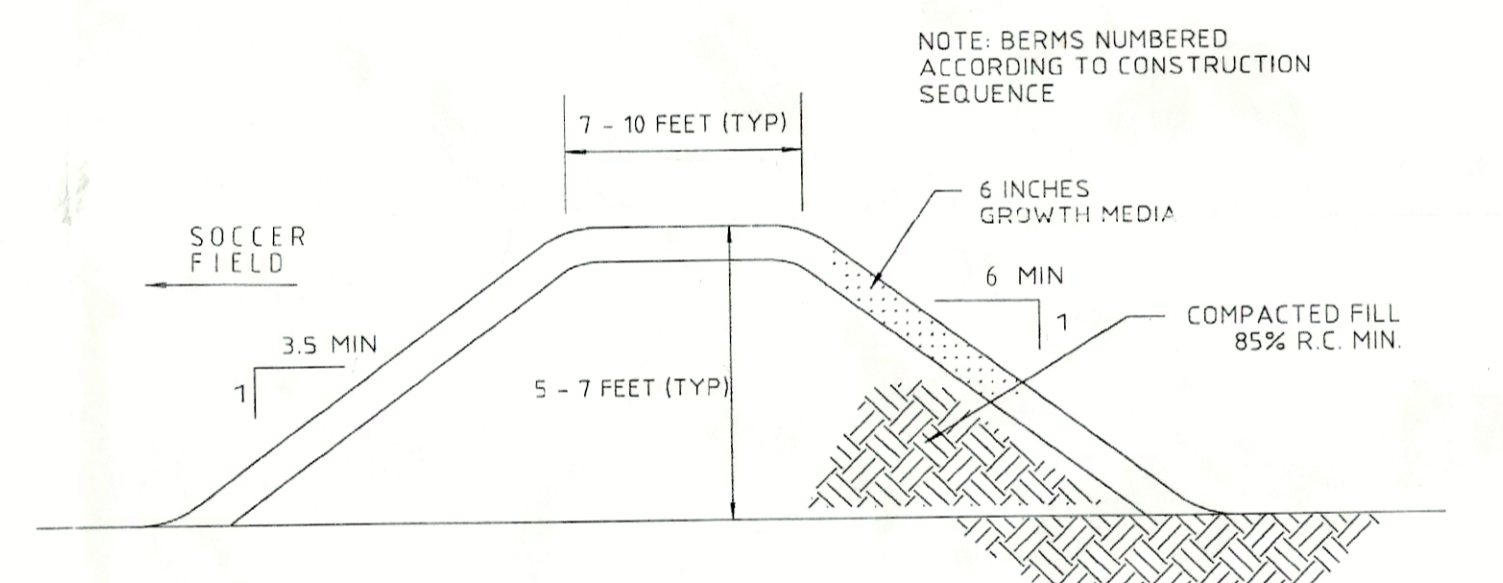 NOTE: BERMS NUMBERED
ACCORDING TO CONSTRUCTION
SEQUENCE
7 - 10 FEET (TYP)
6 INCHES
GROWTH MEDIA
SOCCER
FIELD
6 MIN
1
COMPACTED FILL
85% R.C. MIN.
3.5 MIN
1
5 - 7 FEET (TYP)